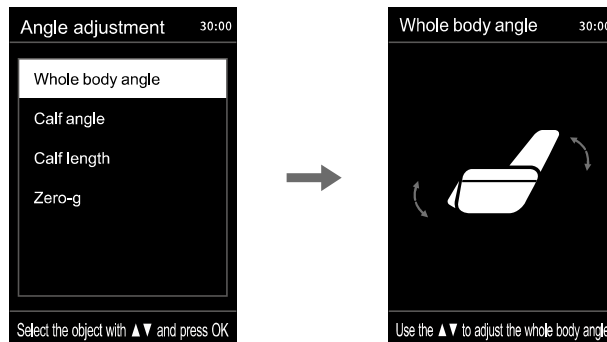 Angle adjustment 30:00
Whole body angle
Calf angle
Calf length
Zero-g
Select the object with ▲▼ and press OK
Whole body angle 30:00
Use the ▲▼ to adjust the whole body angle